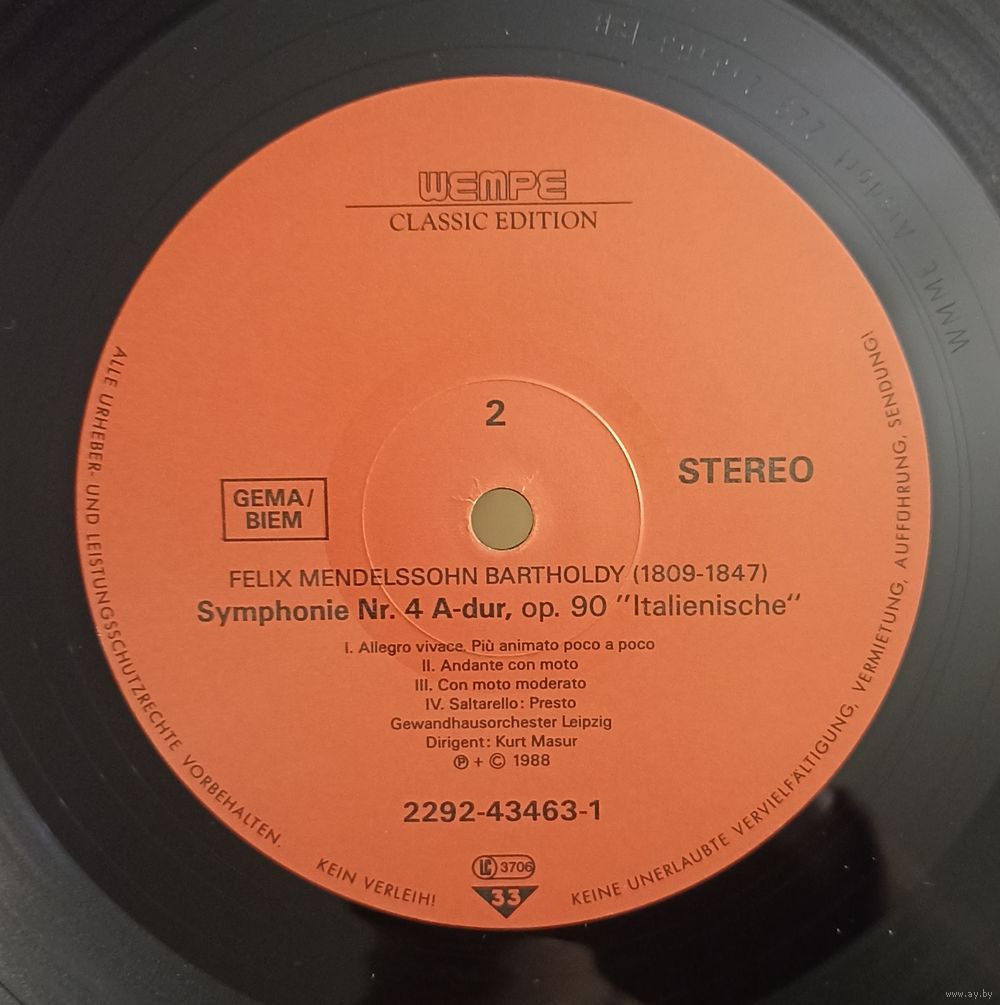 WEMPE
CLASSIC EDITION
2
STEREO
GEMA/
BIEM
FELIX MENDELSSOHN BARTHOLDY (1809-1847)
Symphonie Nr. 4 A-dur, op. 90 ″Italienische“
I. Allegro vivace. Più animato poco a poco
II. Andante con moto
III. Con moto moderato
IV. Saltarello: Presto
Gewandhausorchester Leipzig
Dirigent: Kurt Masur
℗ + © 1988
2292-43463-1
LC 3706
33
ALLE URHEBER- UND LEISTUNGSSCHUTZRECHTE VORBEHALTEN.
KEIN VERLEIH!
KEINE UNERLAUBTE VERVIELFÄLTIGUNG, VERMIETUNG, AUFFÜHRUNG, SENDUNG!
www.ay.by